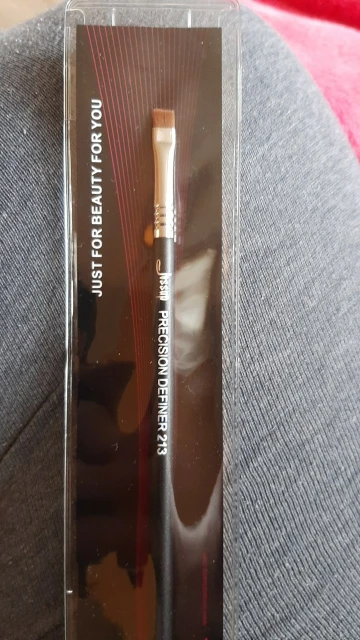 JUST FOR BEAUTY FOR YOU
Jessup PRECISION DEFINER 213